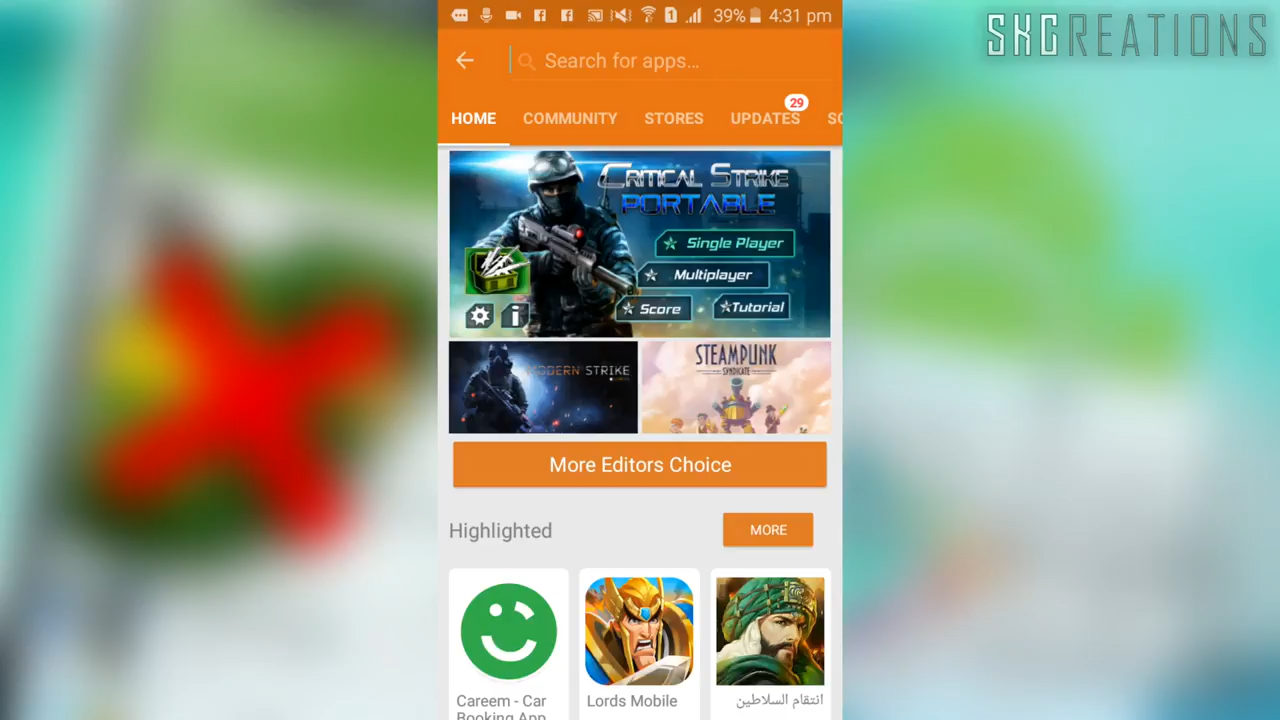 39% 4:31 pm
SKCREATIONS
Search for apps...
29
HOME COMMUNITY STORES UPDATES SO
CRITICAL STRIKE
PORTABLE
Single Player
Multiplayer
Score Tutorial
MODERN STRIKE
STEAMPUNK
SYNDICATE
More Editors Choice
Highlighted MORE
Careem - Car
Booking App
Lords Mobile
انتقام السلاطين